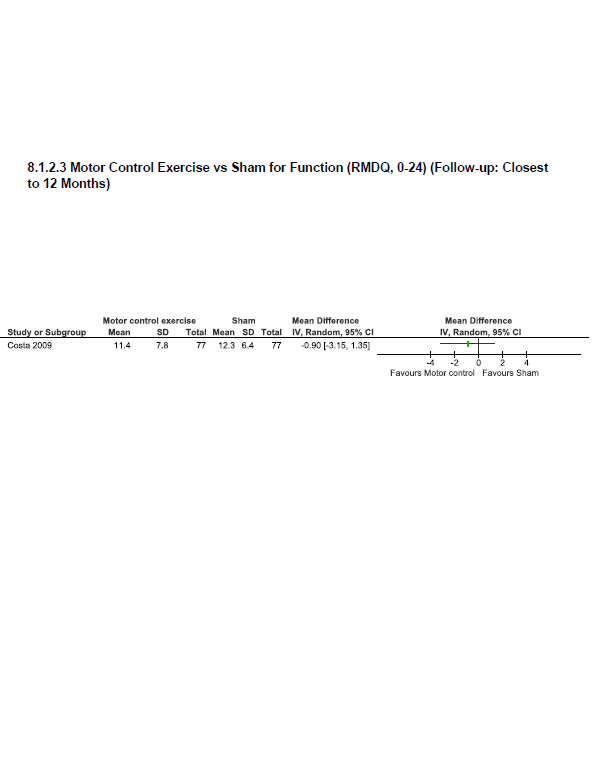 8.1.2.3 Motor Control Exercise vs Sham for Function (RMDQ, 0-24) (Follow-up: Closest
to 12 Months)
Motor control exercise Sham Mean Difference Mean Difference
Study or Subgroup Mean SD Total Mean SD Total IV, Random, 95% CI IV, Random, 95% CI
Costa 2009 11.4 7.8 77 12.3 6.4 77 -0.90 [-3.15, 1.35]
-4 -2 0 2 4
Favours Motor control Favours Sham